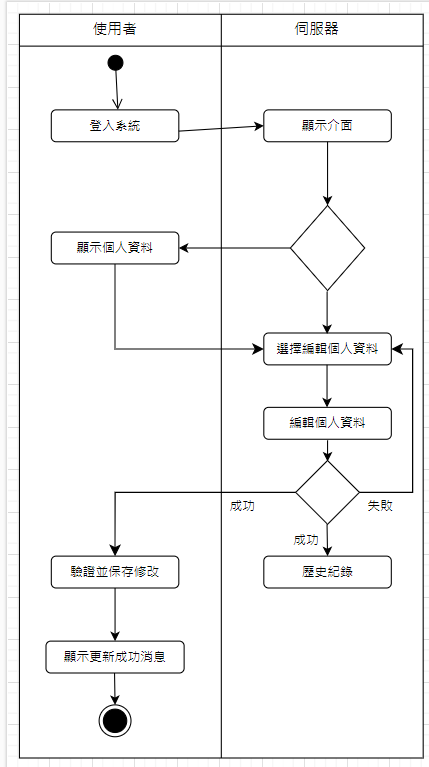 使用者
伺服器
登入系統
顯示介面
顯示個人資料
選擇編輯個人資料
編輯個人資料
成功
失敗
成功
驗證並保存修改
歷史紀錄
顯示更新成功消息